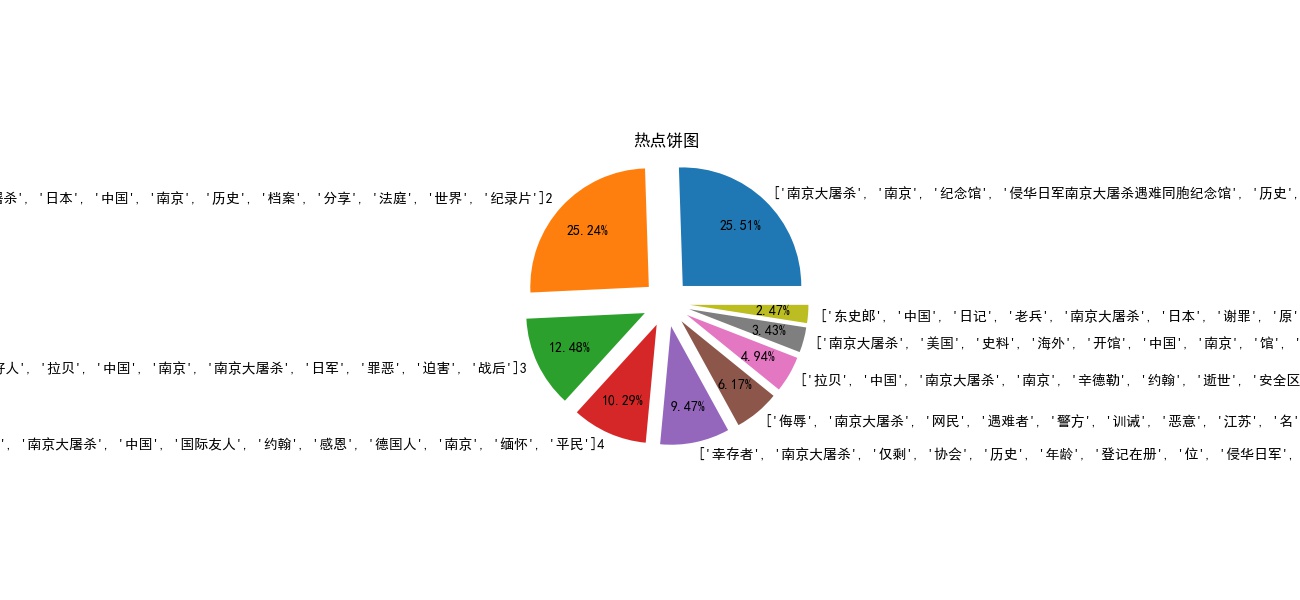 热点饼图
['南京大屠杀', '南京', '纪念馆', '侵华日军南京大屠杀遇难同胞纪念馆', '历史',
杀', '日本', '中国', '南京', '历史', '档案', '分享', '法庭', '世界', '纪录片']2
25.51%
25.24%
2.47%
['东史郎', '中国', '日记', '老兵', '南京大屠杀', '日本', '谢罪', '原'
3.43%
['南京大屠杀', '美国', '史料', '海外', '开馆', '中国', '南京', '馆', '
12.48%
4.94%
人', '拉贝', '中国', '南京', '南京大屠杀', '日军', '罪恶', '迫害', '战后']3
['拉贝', '中国', '南京大屠杀', '南京', '辛德勒', '约翰', '逝世', '安全区
6.17%
10.29%
9.47%
['侮辱', '南京大屠杀', '网民', '遇难者', '警方', '训诫', '恶意', '江苏', '名'
', '南京大屠杀', '中国', '国际友人', '约翰', '感恩', '德国人', '南京', '缅怀', '平民']4
['幸存者', '南京大屠杀', '仅剩', '协会', '历史', '年龄', '登记在册', '位', '侵华日军',